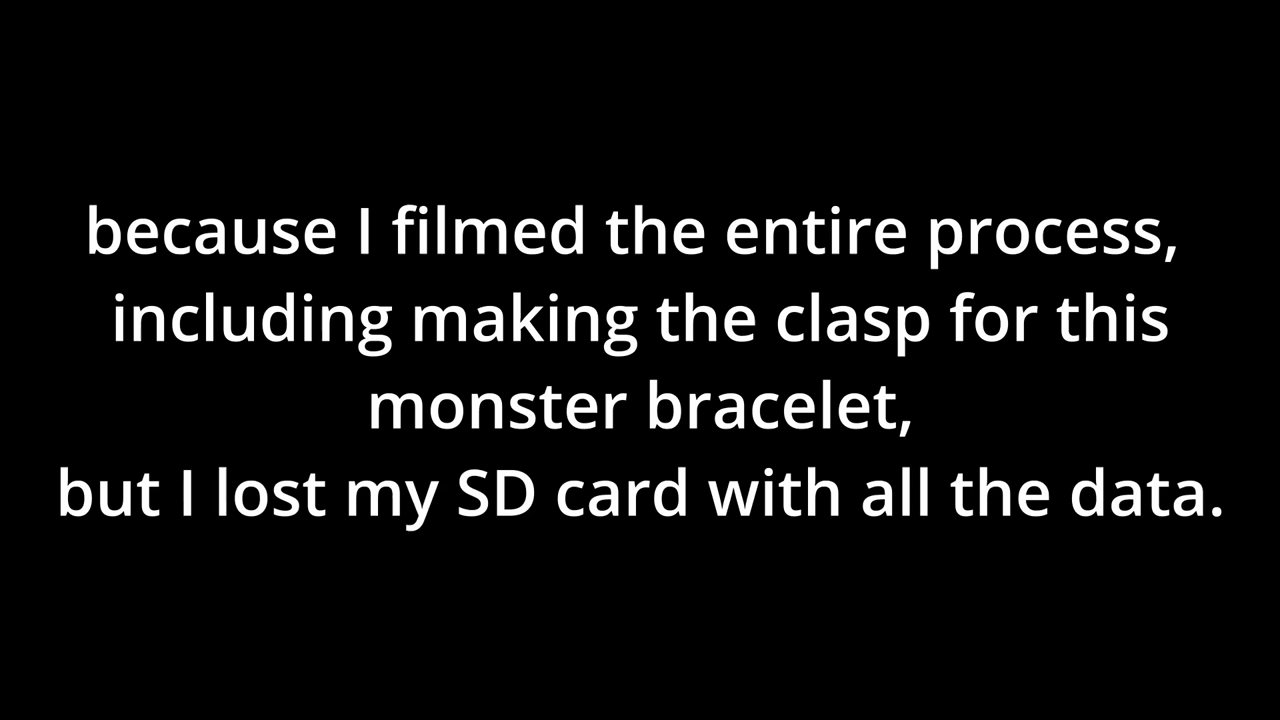 because I filmed the entire process,
including making the clasp for this
monster bracelet,
but I lost my SD card with all the data.